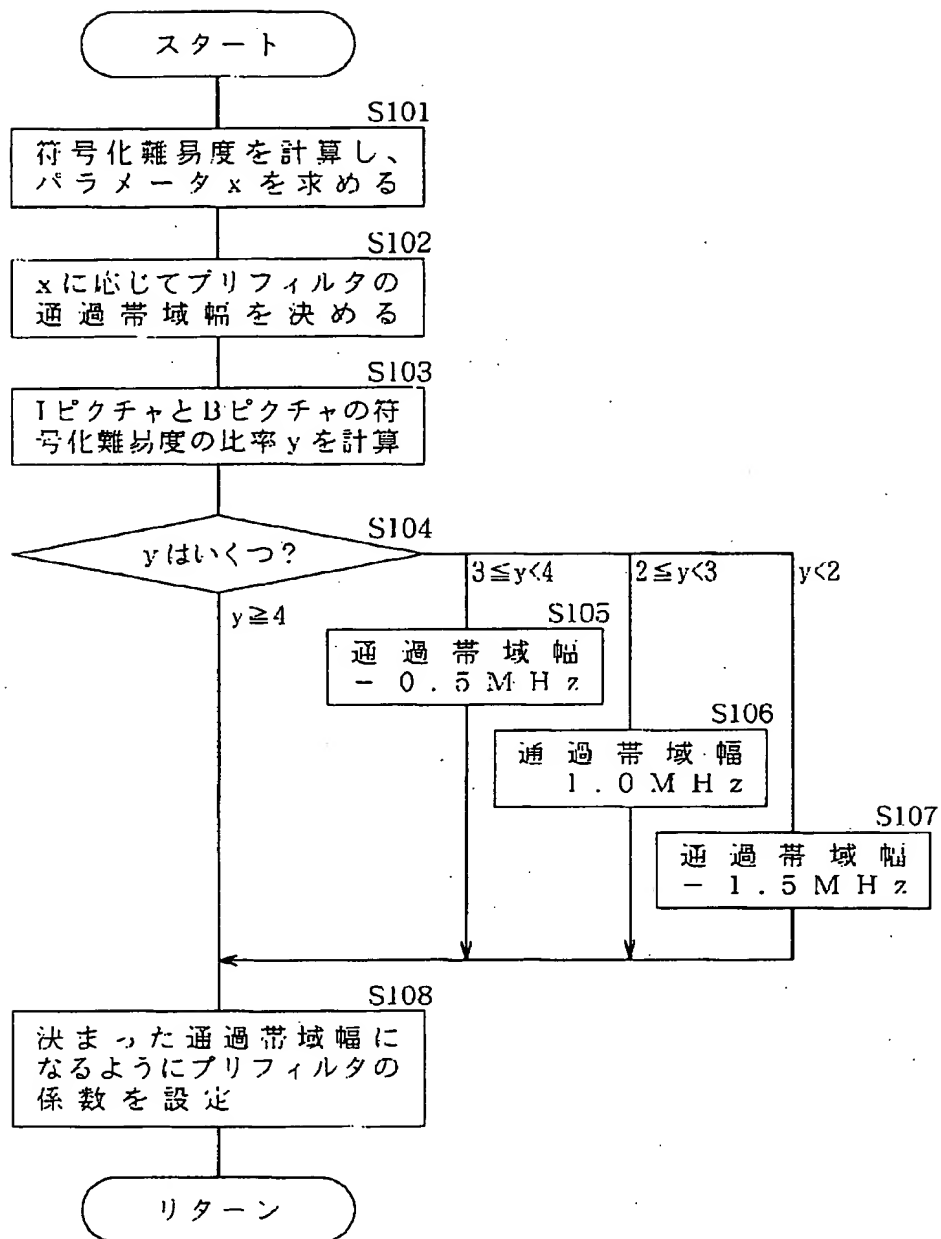 スタート
S101
符号化難易度を計算し、
パラメータxを求める
S102
xに応じてプリフィルタの
通過帯域幅を決める
S103
IピクチャとBピクチャの符
号化難易度の比率yを計算
S104
yはいくつ?
y≧4
3≦y<4
2≦y<3
y<2
S105
通過帯域幅
-0.5MHz
S106
通過帯域幅
1.0MHz
S107
通過帯域幅
-1.5MHz
S108
決まった通過帯域幅に
なるようにプリフィルタの
係数を設定
リターン